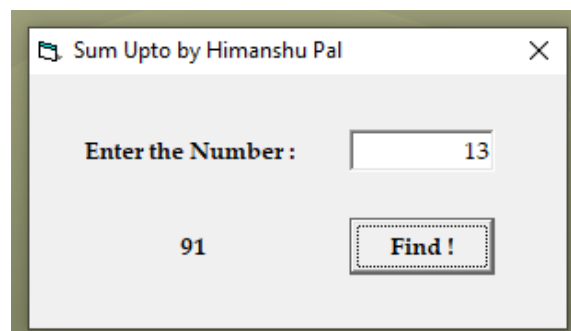 Sum Upto by Himanshu Pal
Enter the Number : 13
91 Find !